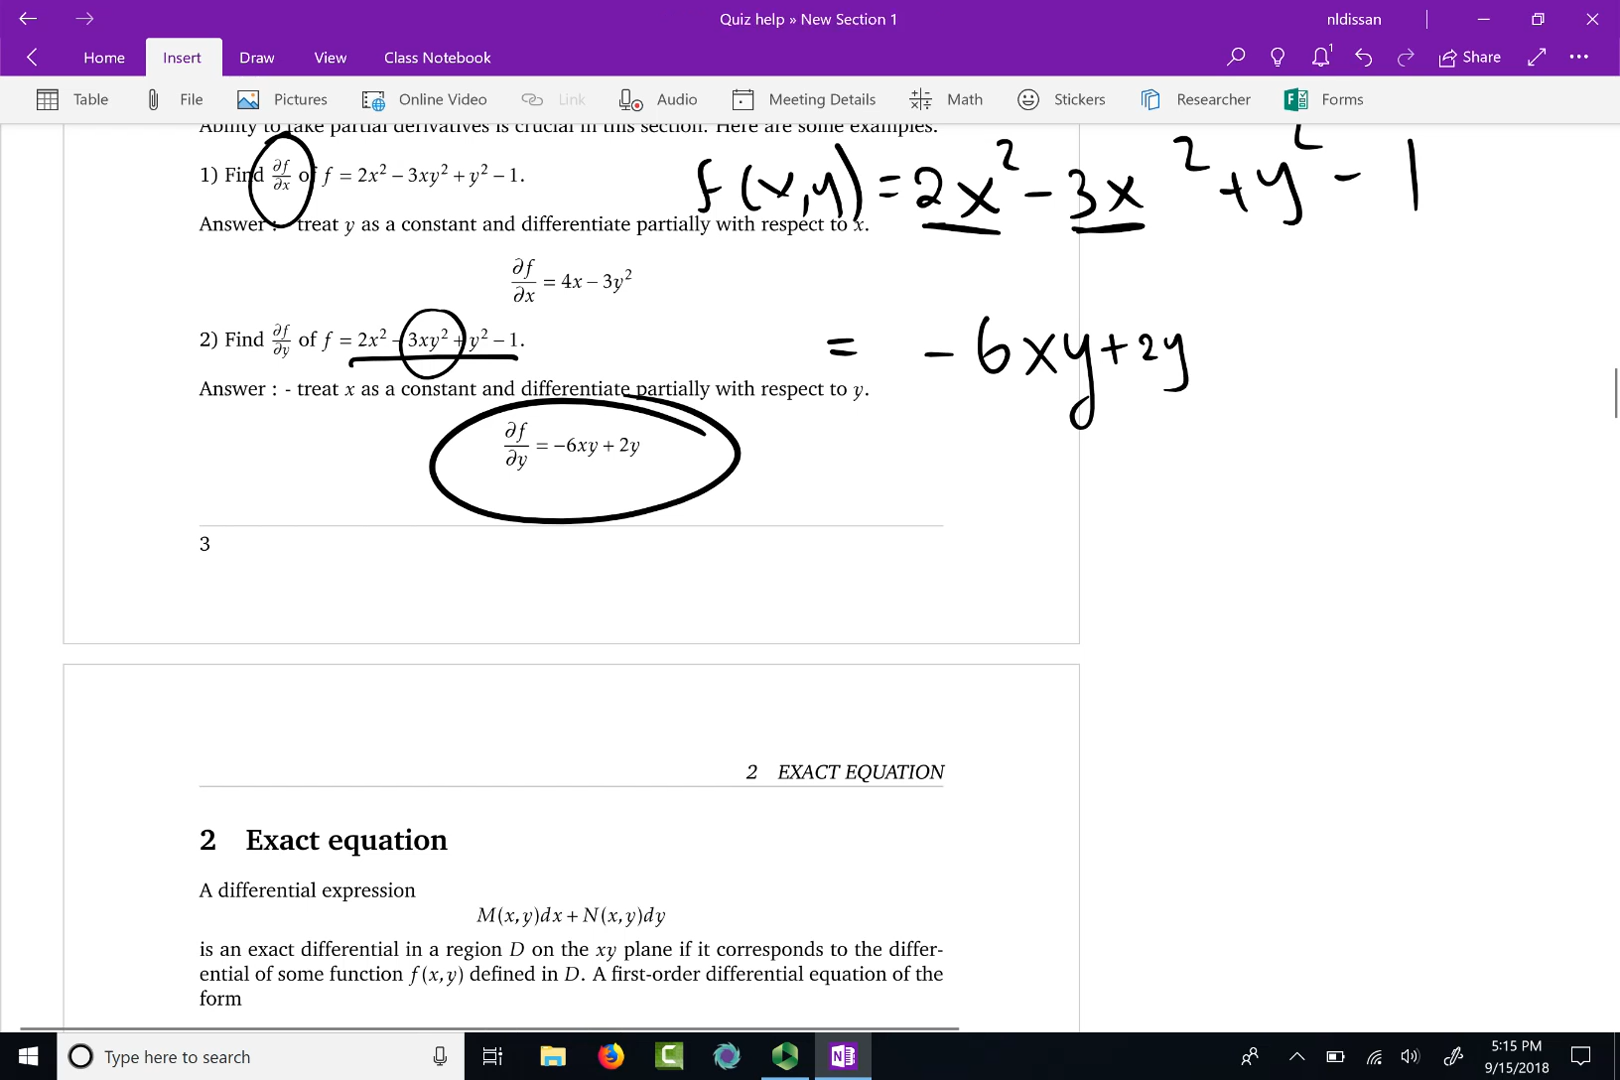 Quiz help » New Section 1
nldissan
Home Insert Draw View Class Notebook
1 Share
Table File Pictures Online Video Link Audio Meeting Details Math Stickers Researcher Forms
Ability to take partial derivatives is crucial in this section. Here are some examples.
1) Find ∂f/∂x of f = 2x² − 3xy² + y² − 1.
f(x,y) = 2x² − 3x ² + y² − 1
Answer : - treat y as a constant and differentiate partially with respect to x.
∂f/∂x = 4x − 3y²
2) Find ∂f/∂y of f = 2x² − 3xy² + y² − 1.
= − 6xy + 2y
Answer : - treat x as a constant and differentiate partially with respect to y.
∂f/∂y = −6xy + 2y
3
2 EXACT EQUATION
2 Exact equation
A differential expression
M(x, y)dx + N(x, y)dy
is an exact differential in a region D on the xy plane if it corresponds to the differ-
ential of some function f(x, y) defined in D. A first-order differential equation of the
form
Type here to search
5:15 PM
9/15/2018